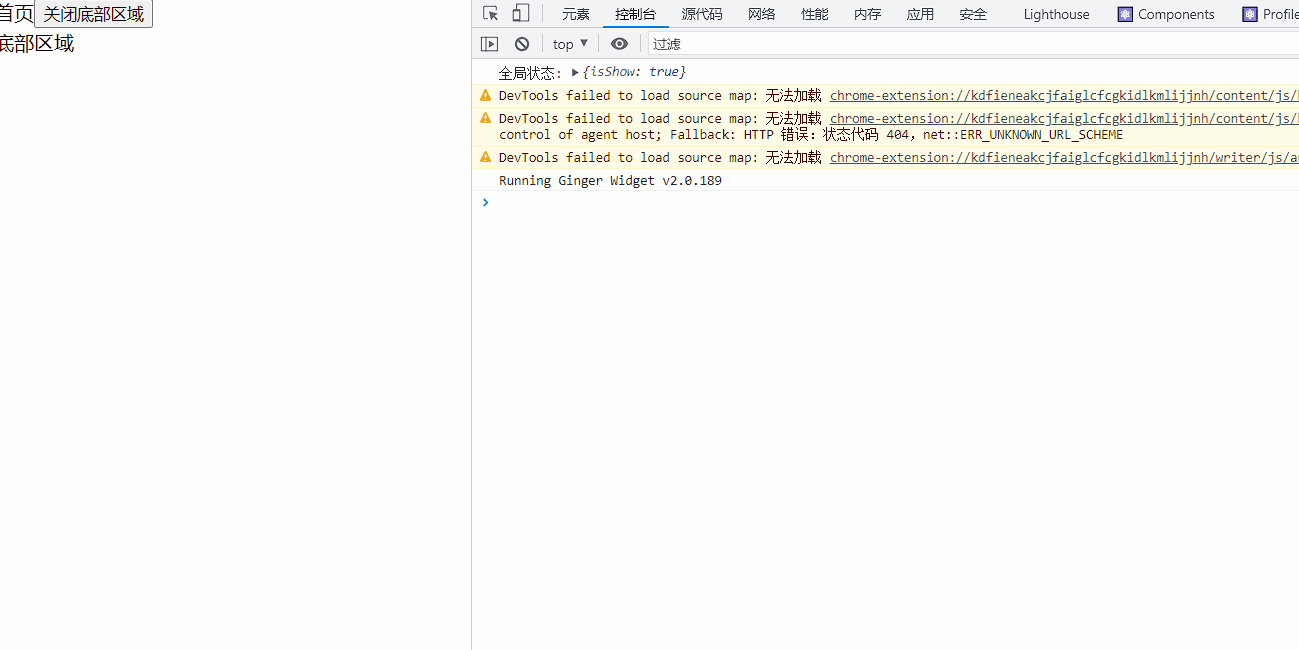 首页 关闭底部区域
底部区域
元素 控制台 源代码 网络 性能 内存 应用 安全 Lighthouse Components Profile
top ▼ 过滤
全局状态: ▶ {isShow: true}
DevTools failed to load source map: 无法加载 chrome-extension://kdfieneakcjfaiglcfcgkidlkmlijjnh/content/js/
DevTools failed to load source map: 无法加载 chrome-extension://kdfieneakcjfaiglcfcgkidlkmlijjnh/content/js/
control of agent host; Fallback: HTTP 错误: 状态代码 404, net::ERR_UNKNOWN_URL_SCHEME
DevTools failed to load source map: 无法加载 chrome-extension://kdfieneakcjfaiglcfcgkidlkmlijjnh/writer/js/a
Running Ginger Widget v2.0.189